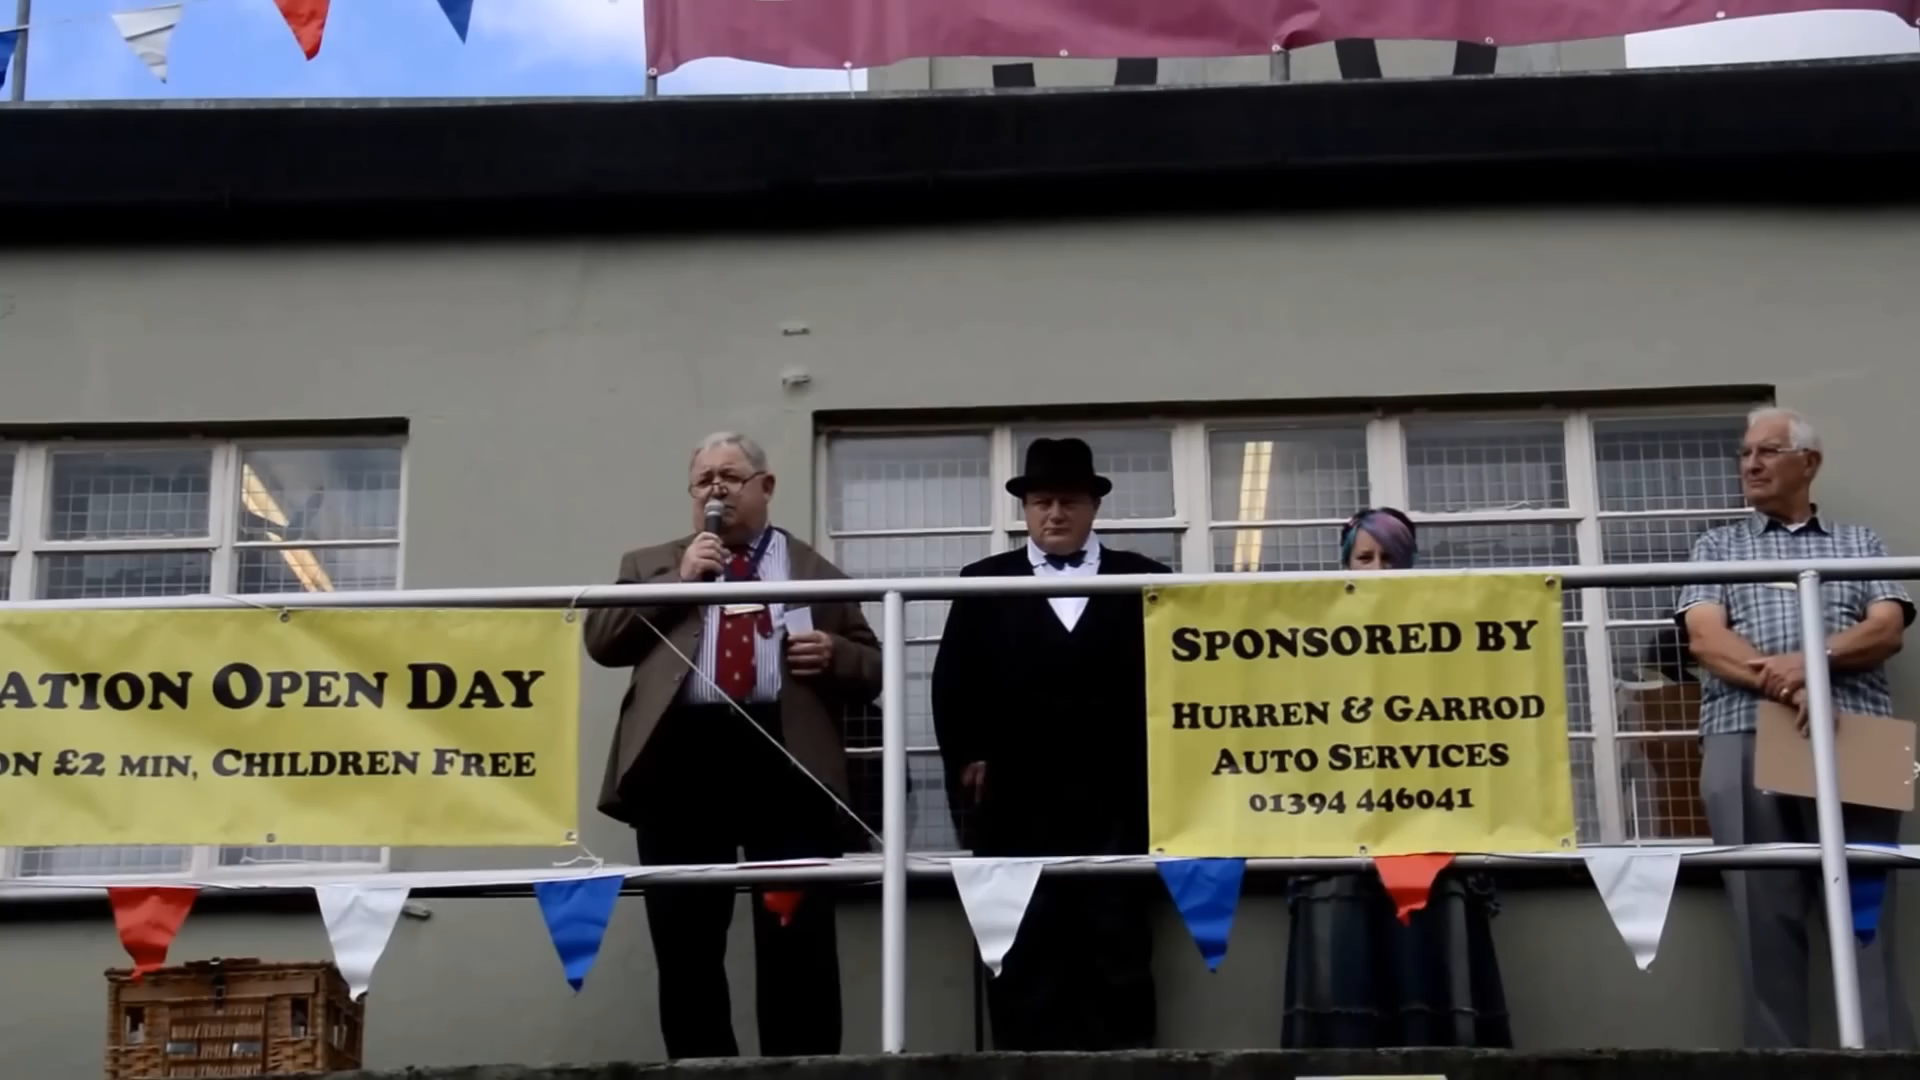 ATION OPEN DAY
ON £2 MIN, CHILDREN FREE
SPONSORED BY
HURREN & GARROD
AUTO SERVICES
01394 446041